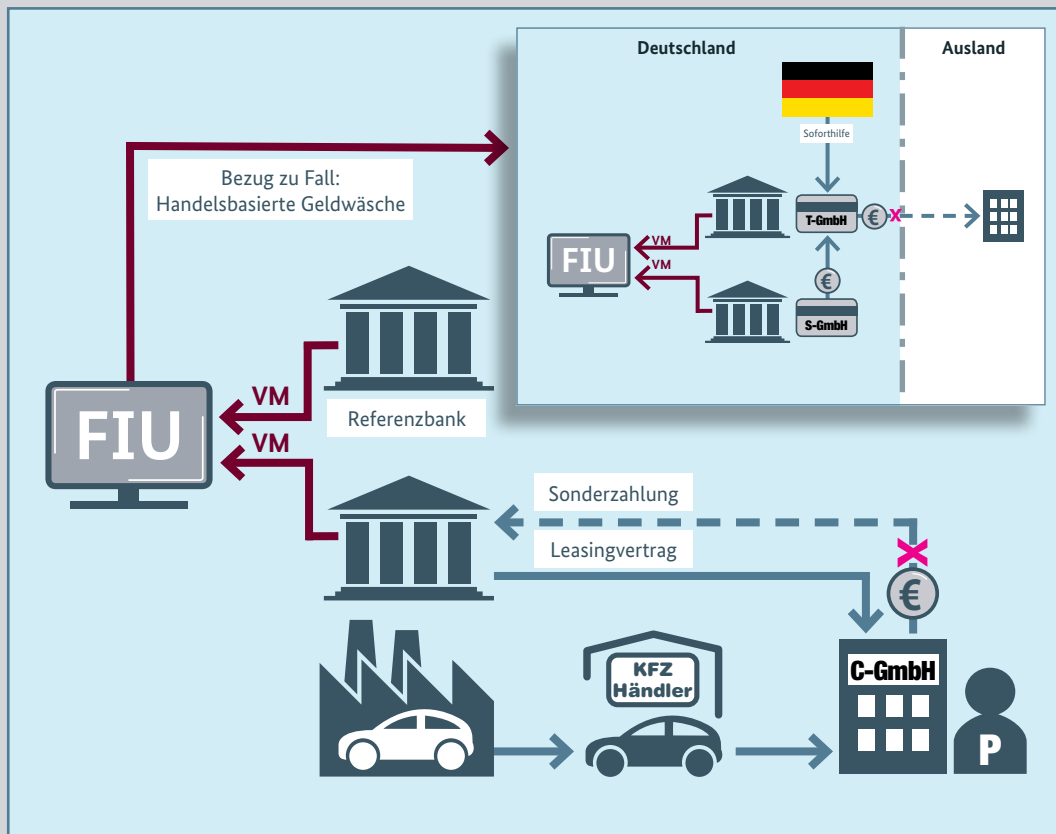 Deutschland
Ausland
Soforthilfe
Bezug zu Fall:
Handelsbasierte Geldwäsche
T-GmbH
€
x
VM
FIU
VM
€
S-GmbH
VM
Referenzbank
FIU
VM
Sonderzahlung
Leasingvertrag
X
€
KFZ
Händler
C-GmbH
P